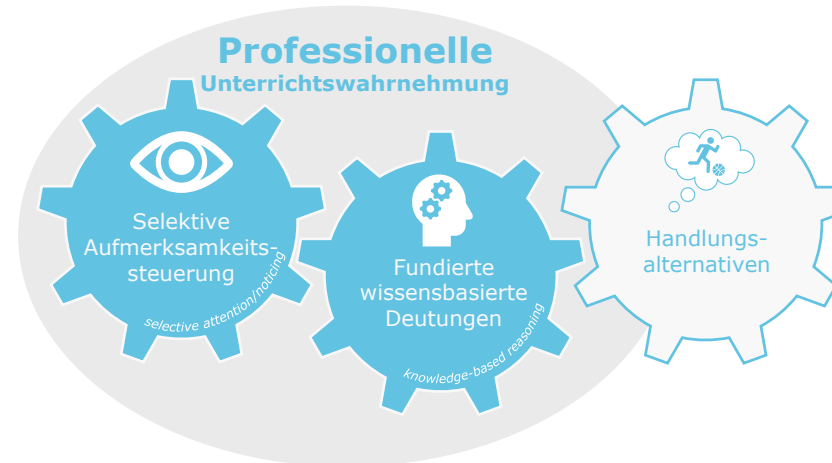 Professionelle
Unterrichtswahrnehmung
Selektive
Aufmerksamkeits-
steuerung
selective attention/noticing
Fundierte
wissensbasierte
Deutungen
knowledge-based reasoning
Handlungs-
alternativen